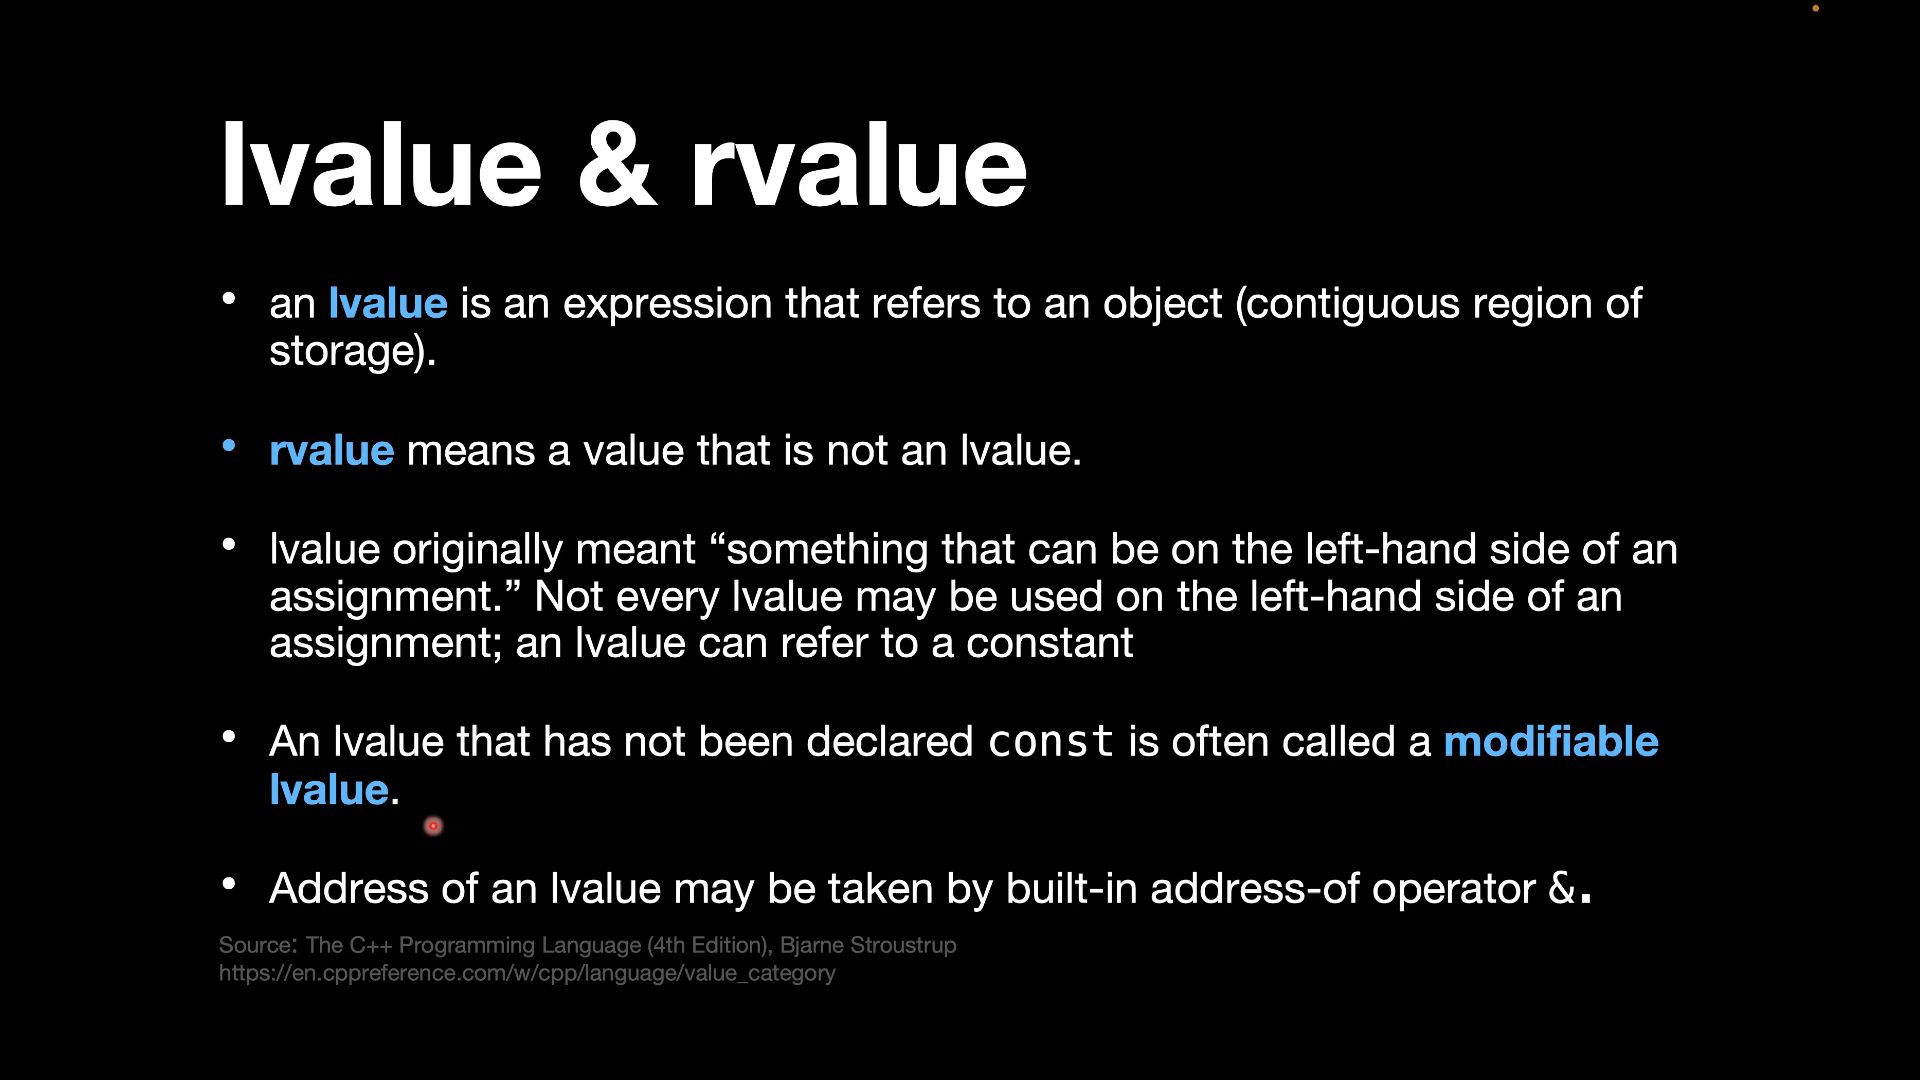 lvalue & rvalue
• an lvalue is an expression that refers to an object (contiguous region of
storage).
• rvalue means a value that is not an lvalue.
• lvalue originally meant “something that can be on the left-hand side of an
assignment.” Not every lvalue may be used on the left-hand side of an
assignment; an lvalue can refer to a constant
• An lvalue that has not been declared const is often called a modifiable
lvalue.
• Address of an lvalue may be taken by built-in address-of operator &.
Source: The C++ Programming Language (4th Edition), Bjarne Stroustrup
https://en.cppreference.com/w/cpp/language/value_category